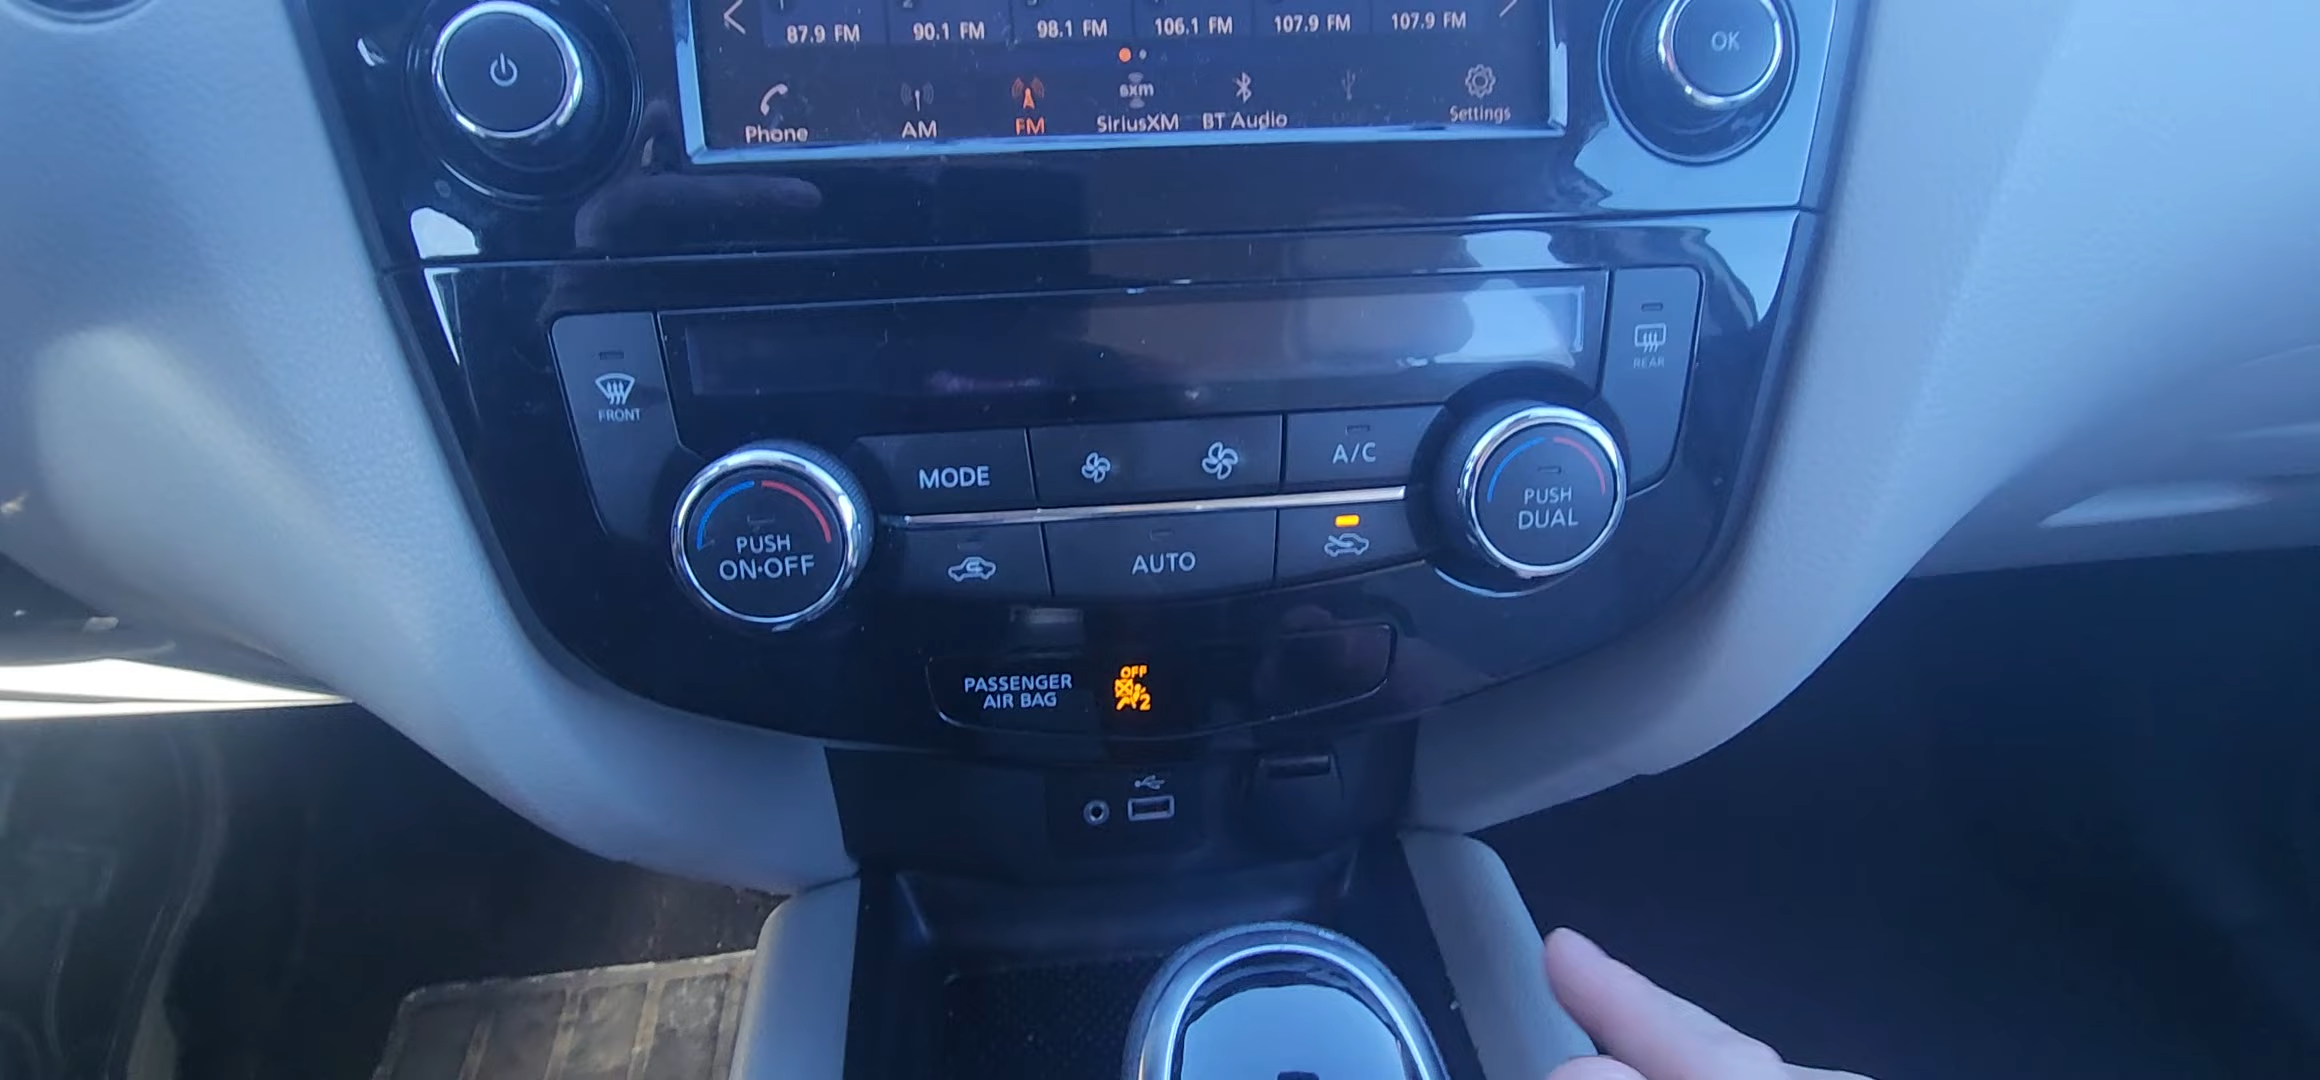 87.9 FM 90.1 FM 98.1 FM 106.1 FM 107.9 FM 107.9 FM
OK
sxm
Phone AM FM SiriusXM BT Audio Settings
FRONT
REAR
MODE
A/C
PUSH
ON·OFF
PUSH
DUAL
AUTO
PASSENGER
AIR BAG
OFF
2